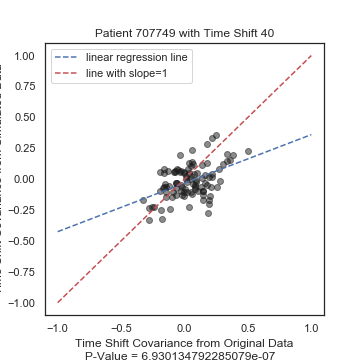 Patient 707749 with Time Shift 40
linear regression line
line with slope=1
1.00
0.75
0.50
0.25
0.00
−0.25
−0.50
−0.75
−1.00
−1.0
−0.5
0.0
0.5
1.0
Time Shift Covariance from Original Data
P-Value = 6.930134792285079e-07